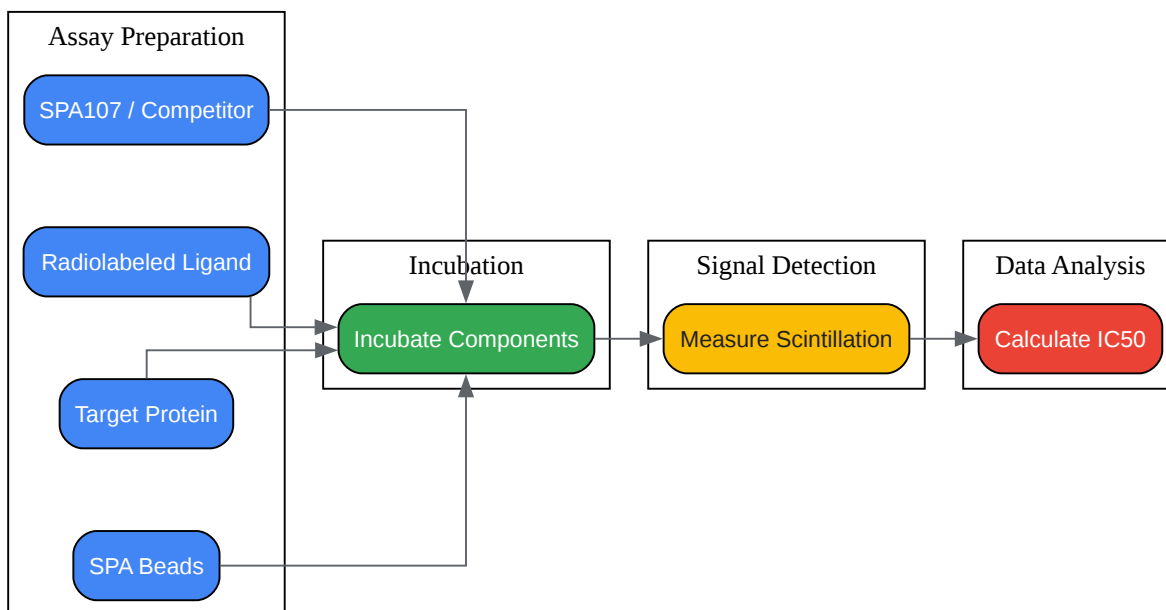 Assay Preparation
SPA107 / Competitor
Radiolabeled Ligand
Target Protein
SPA Beads
Incubation
Incubate Components
Signal Detection
Measure Scintillation
Data Analysis
Calculate IC50